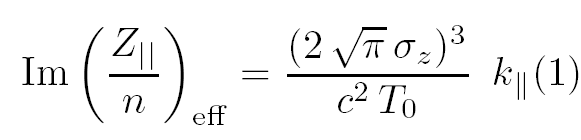 Im ( Z_{||} / n )_{eff} = (2 √π σ_z)^3 / c^2 T_0 k_∥(1)